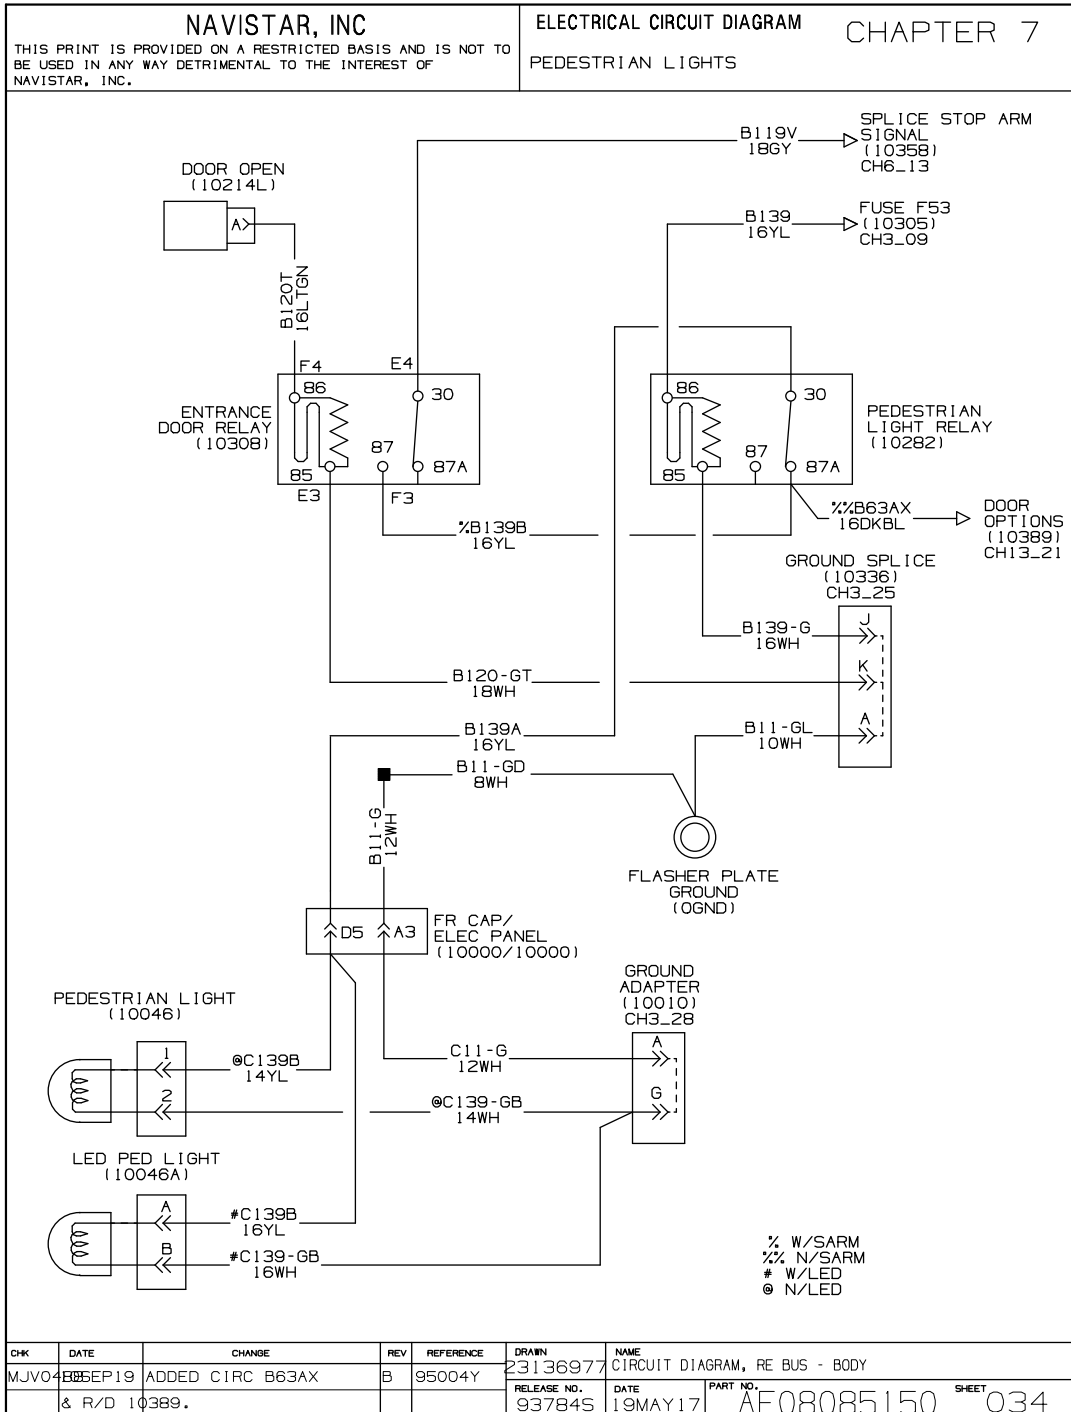 NAVISTAR, INC
THIS PRINT IS PROVIDED ON A RESTRICTED BASIS AND IS NOT TO
BE USED IN ANY WAY DETRIMENTAL TO THE INTEREST OF
NAVISTAR, INC.
ELECTRICAL CIRCUIT DIAGRAM
CHAPTER 7
PEDESTRIAN LIGHTS
B119V
18GY
SPLICE STOP ARM
SIGNAL
(10358)
CH6_13
DOOR OPEN
(10214L)
A
B139
16YL
FUSE F53
(10305)
CH3_09
B120T
16LTGN
F4
E4
86
30
ENTRANCE
DOOR RELAY
(10308)
87
85
87A
E3
F3
86
30
PEDESTRIAN
LIGHT RELAY
(10282)
87
85
87A
%B139B
16YL
%%B63AX
16DKBL
DOOR
OPTIONS
(10389)
CH13_21
GROUND SPLICE
(10336)
CH3_25
B139-G
16WH
J
B120-GT
18WH
K
B139A
16YL
B11-GL
10WH
A
B11-GD
8WH
B11-G
12WH
FLASHER PLATE
GROUND
(OGND)
D5
A3
FR CAP/
ELEC PANEL
(10000/10000)
GROUND
ADAPTER
(10010)
CH3_28
PEDESTRIAN LIGHT
(10046)
1
@C139B
14YL
C11-G
12WH
A
2
@C139-GB
14WH
G
LED PED LIGHT
(10046A)
A
#C139B
16YL
B
#C139-GB
16WH
% W/SARM
%% N/SARM
# W/LED
@ N/LED
CHK DATE CHANGE REV REFERENCE DRAWN NAME
23136977 CIRCUIT DIAGRAM, RE BUS - BODY
SEP19 ADDED CIRC B63AX B 95004Y
& R/D 10389.
RELEASE NO. DATE PART NO. SHEET
93784S 19MAY17 AE08085150 034